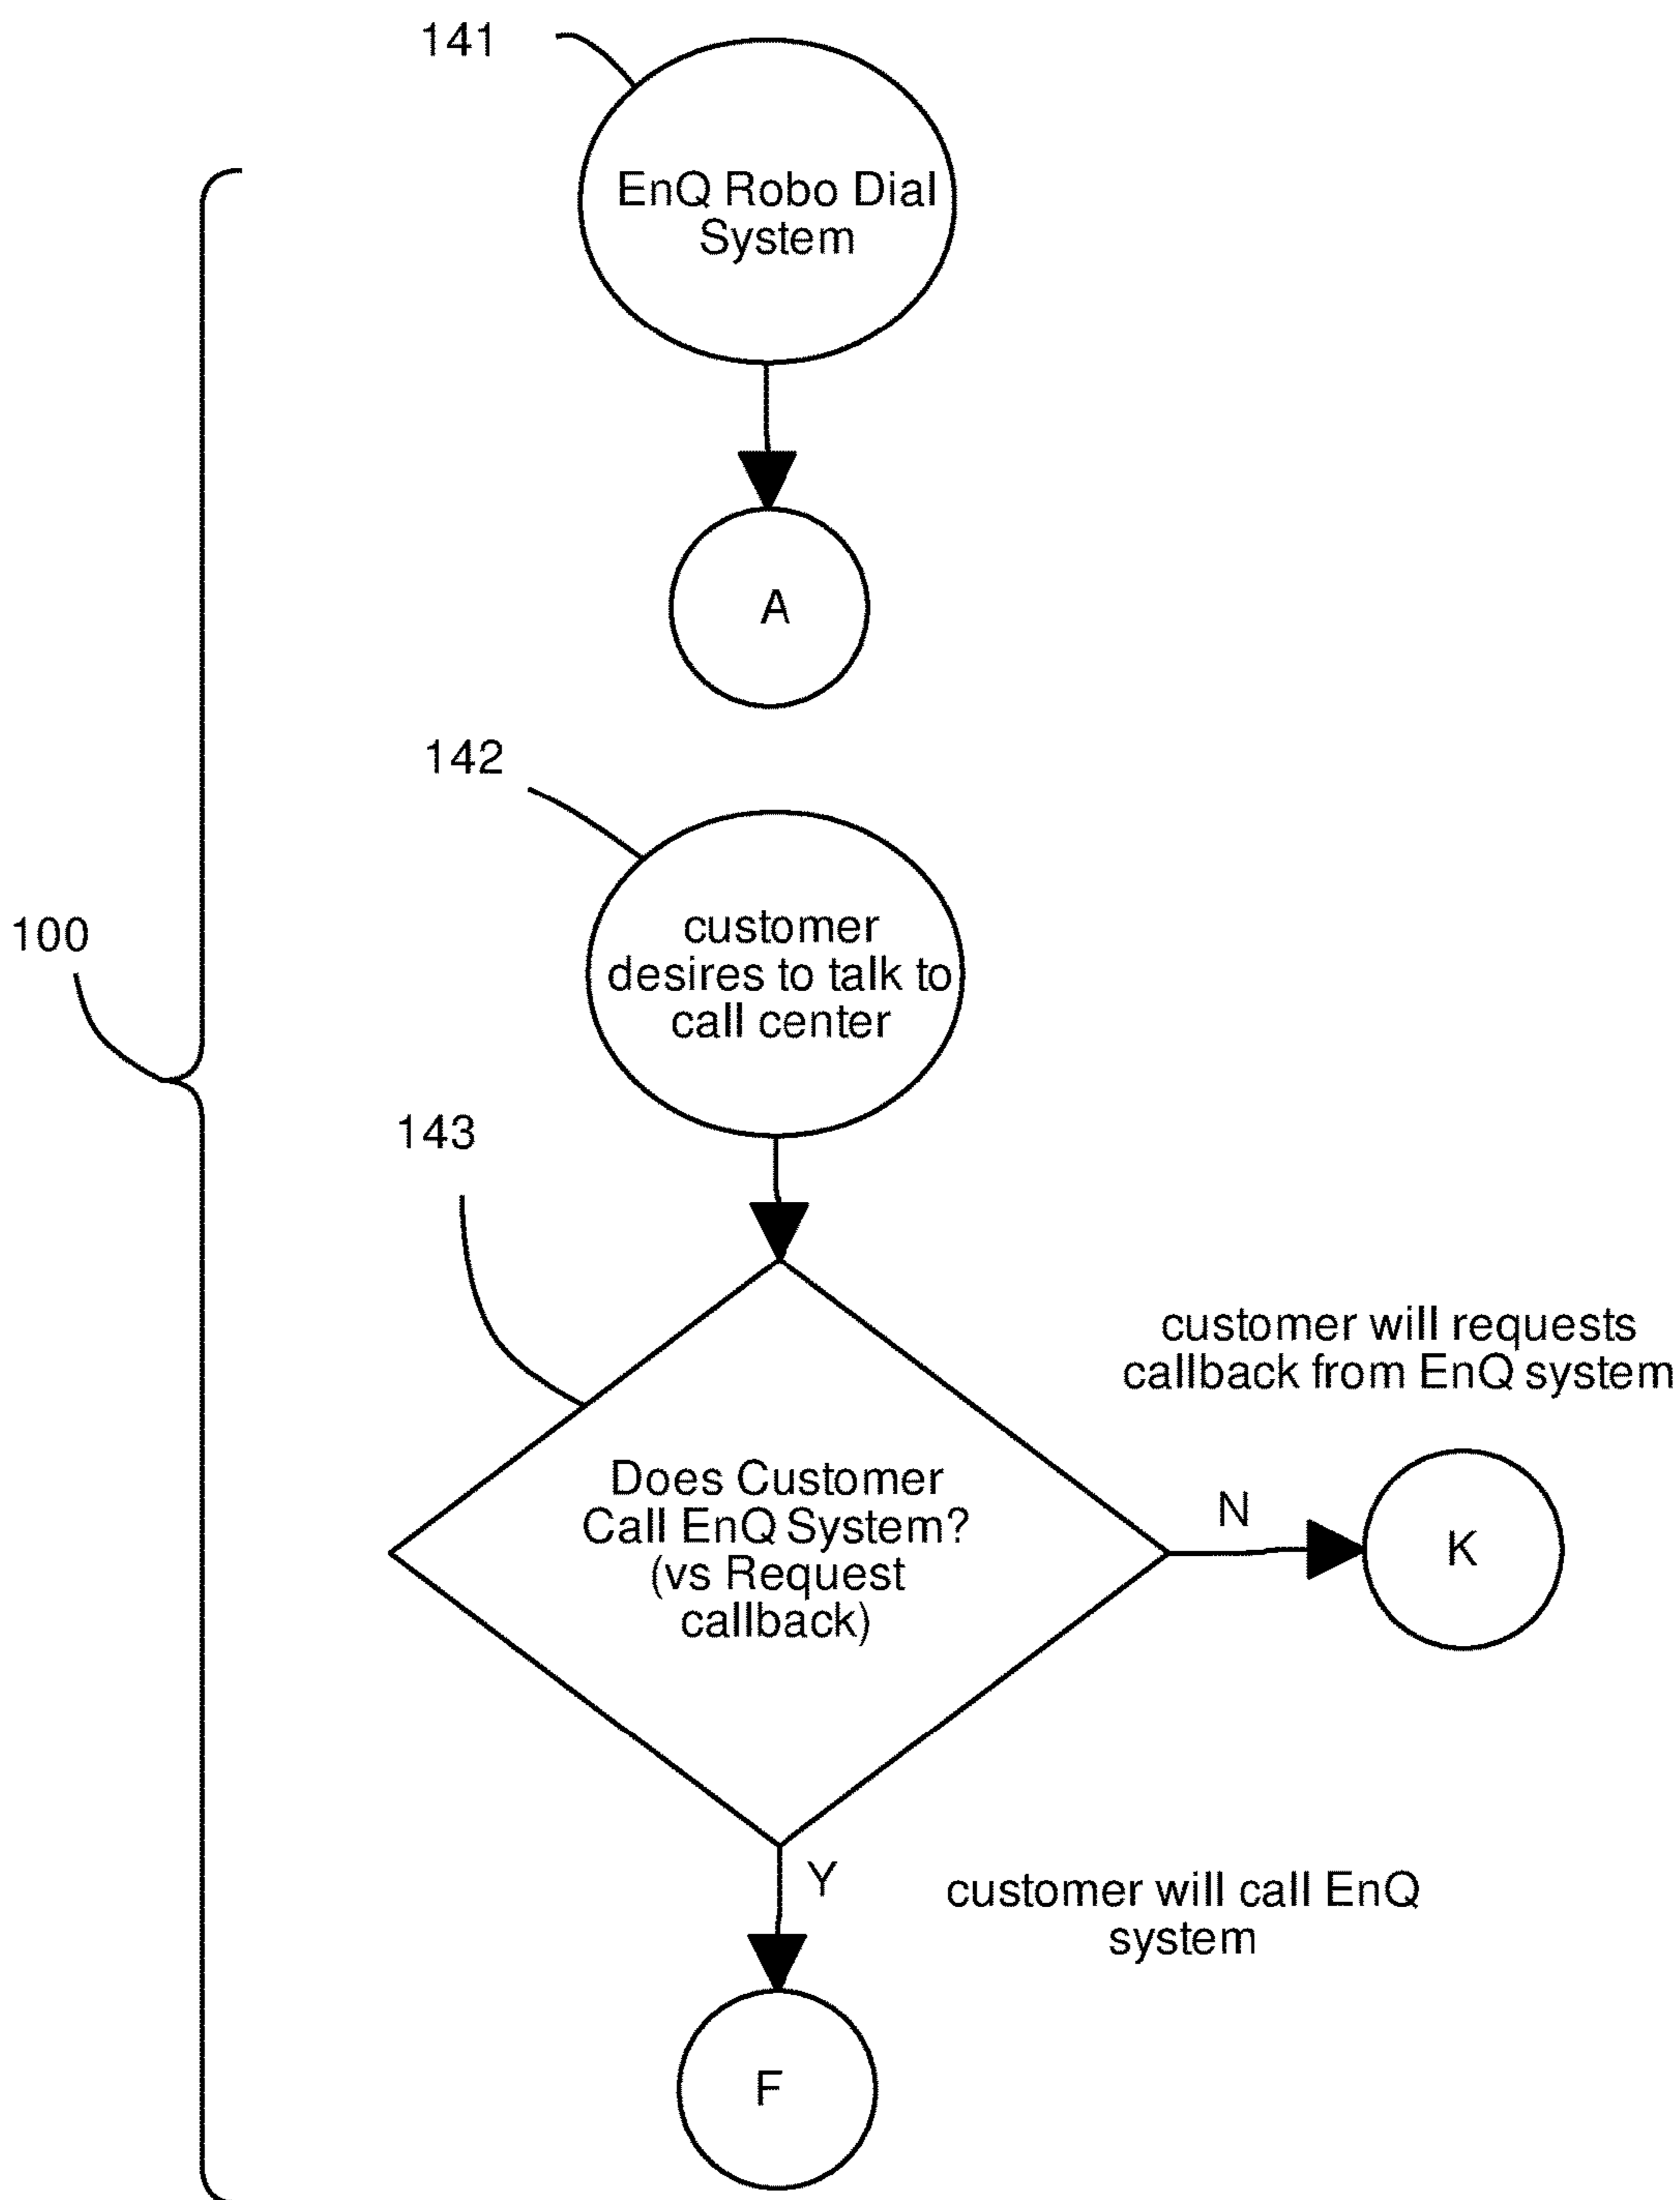 141
EnQ Robo Dial
System
A
142
customer
desires to talk to
call center
100
143
customer will requests
callback from EnQ system
Does Customer
Call EnQ System?
(vs Request
callback)
N
K
Y
customer will call EnQ
system
F